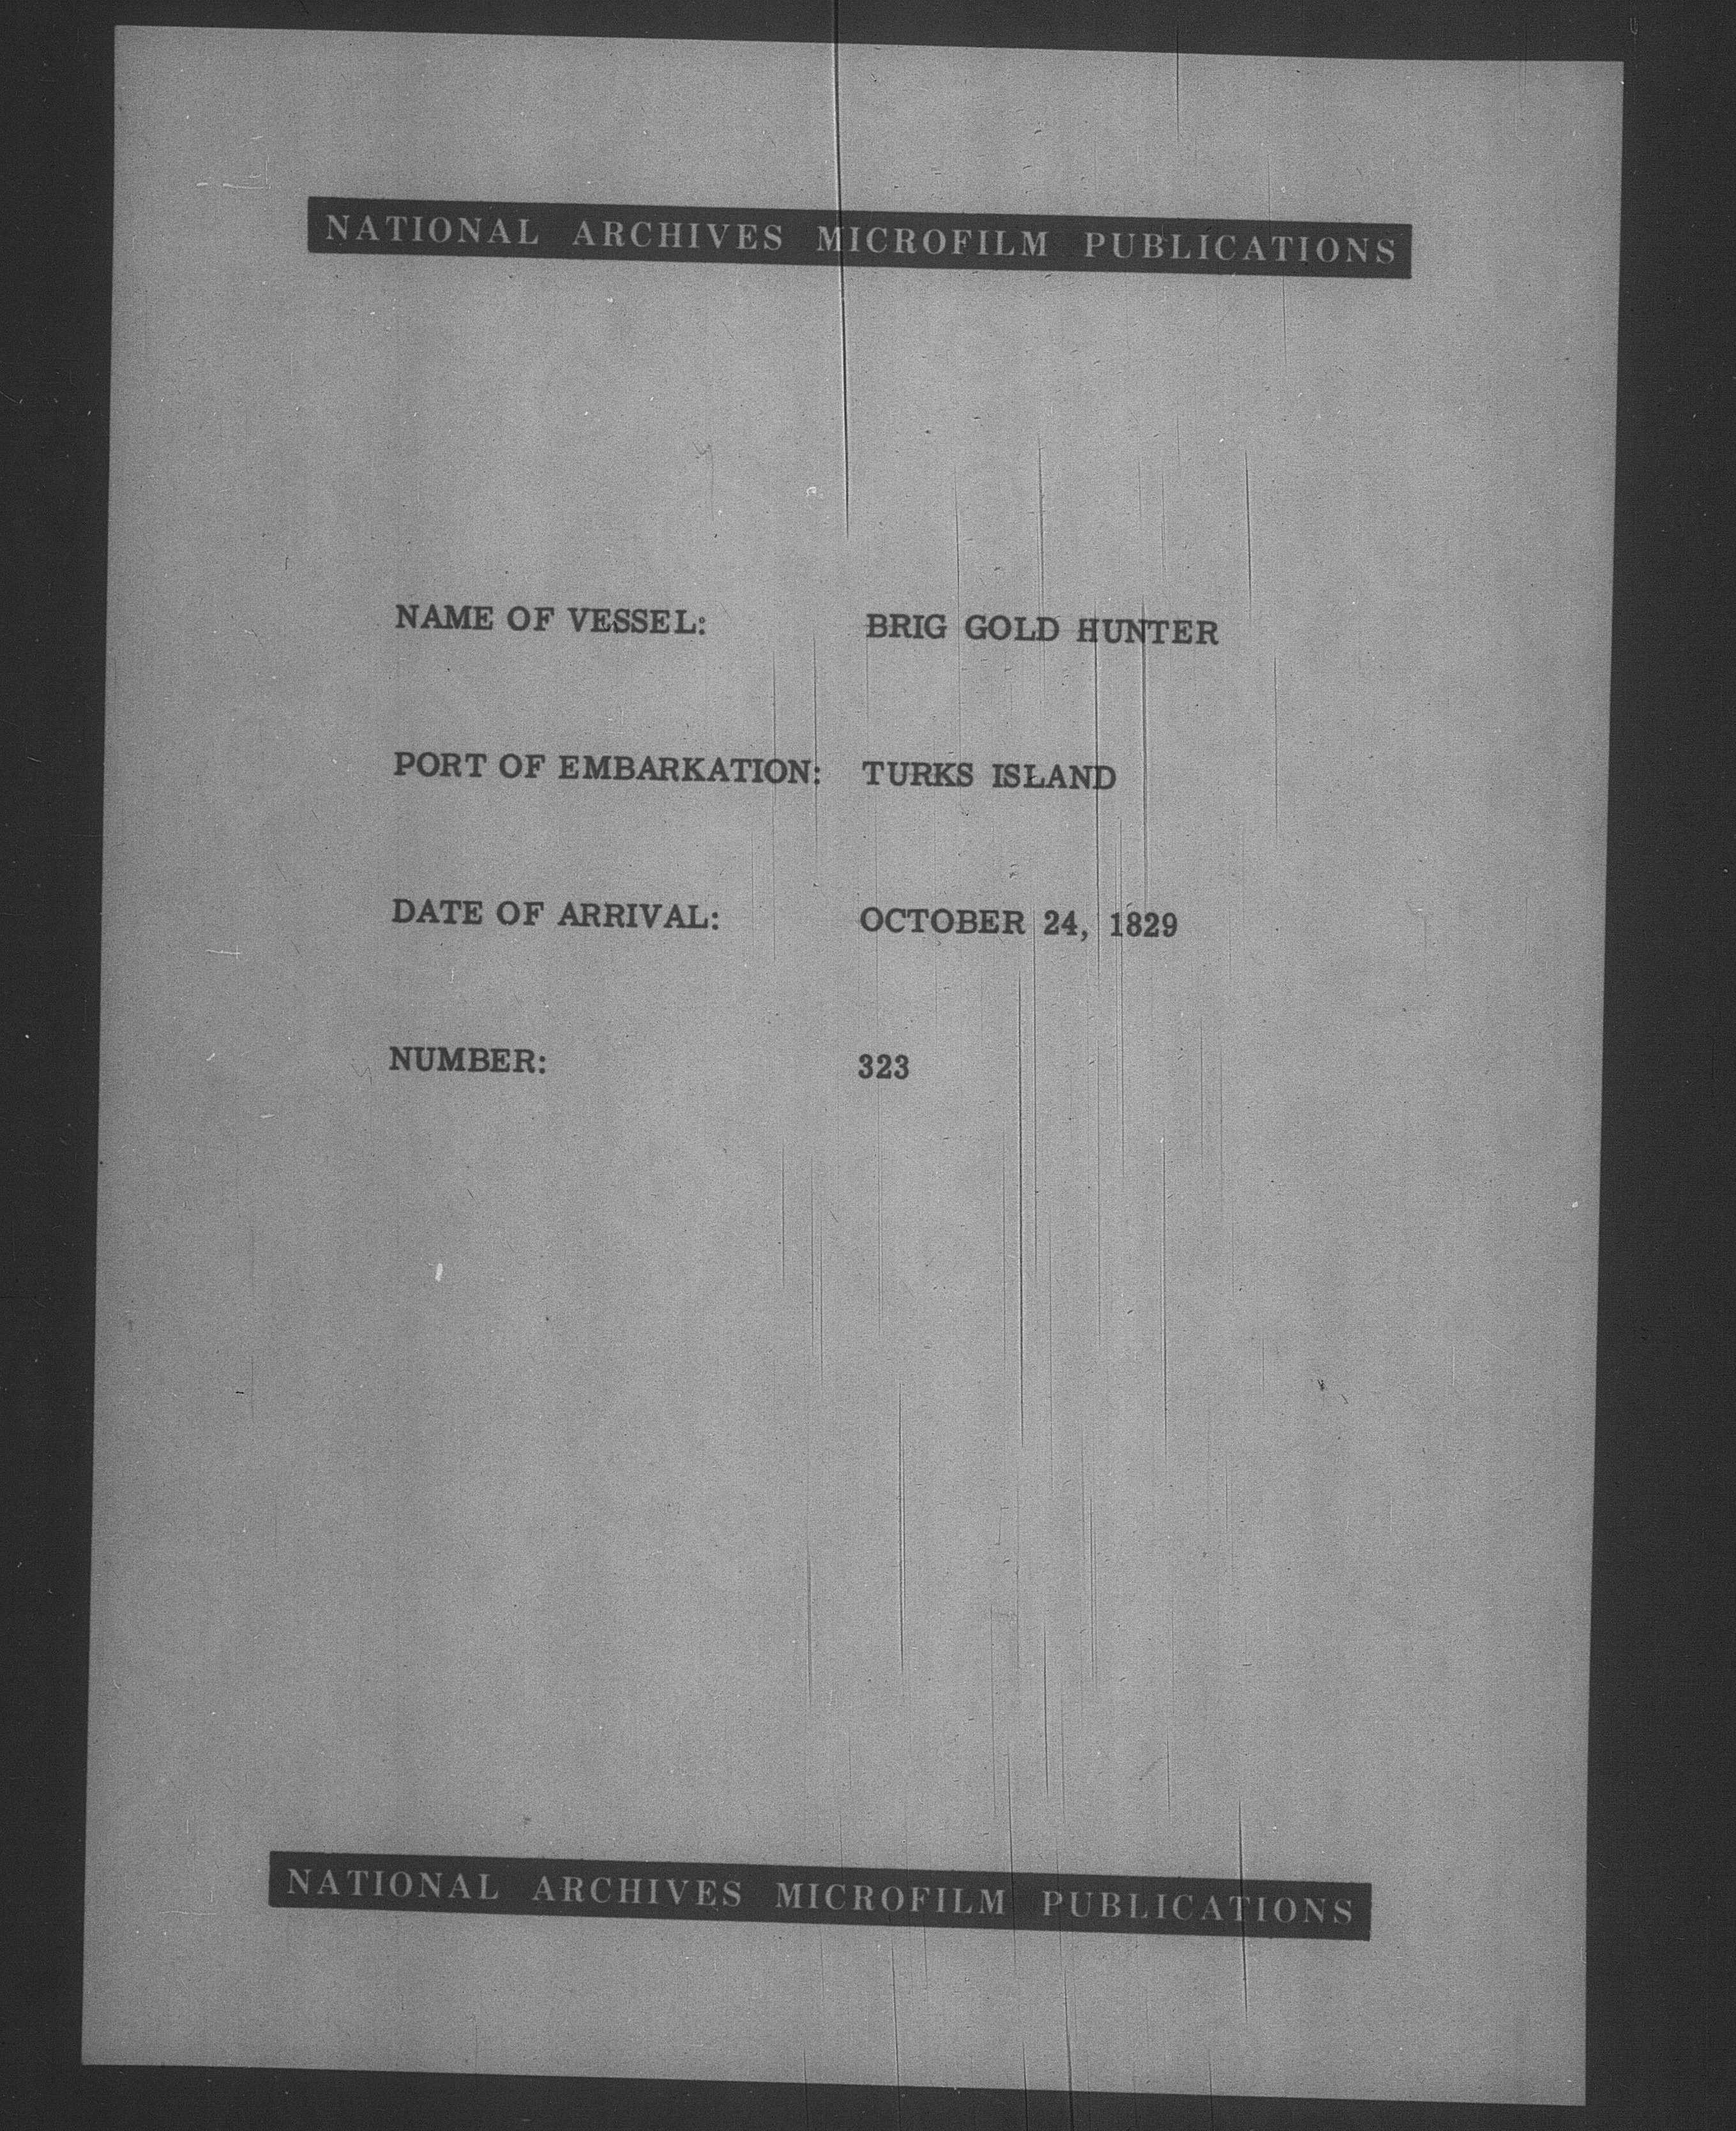 NATIONAL ARCHIVES MICROFILM PUBLICATIONS
NAME OF VESSEL: BRIG GOLD HUNTER
PORT OF EMBARKATION: TURKS ISLAND
DATE OF ARRIVAL: OCTOBER 24, 1829
NUMBER: 323
NATIONAL ARCHIVES MICROFILM PUBLICATIONS